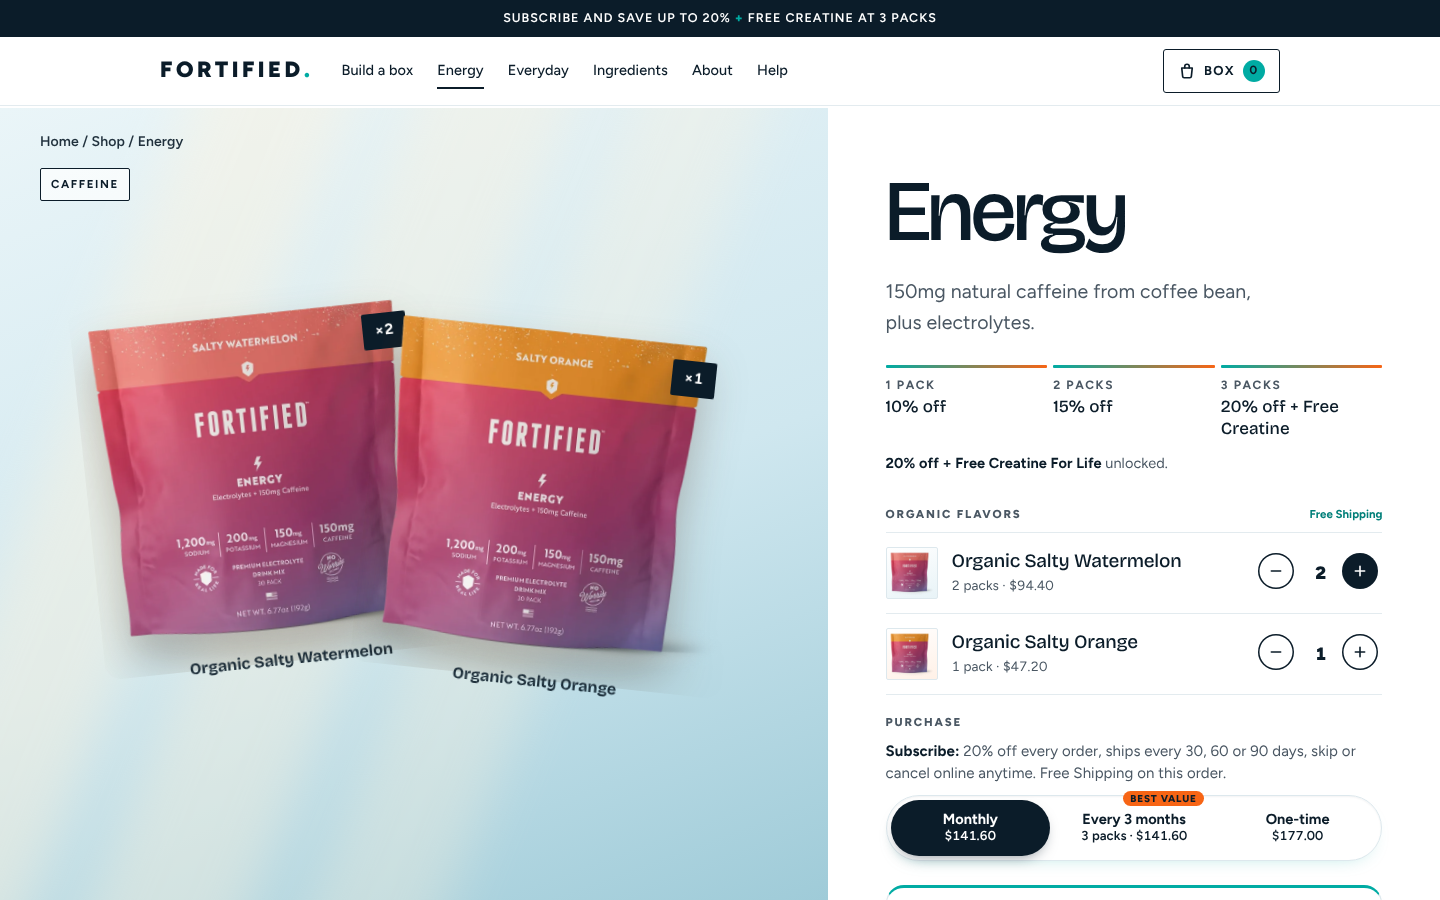 SUBSCRIBE AND SAVE UP TO 20% + FREE CREATINE AT 3 PACKS
FORTIFIED.
Build a box
Energy
Everyday
Ingredients
About
Help
BOX 0
Home / Shop / Energy
CAFFEINE
SALTY WATERMELON
×2
FORTIFIED
ENERGY
Electrolytes + 150mg Caffeine
1,200mg SODIUM
200mg POTASSIUM
150mg MAGNESIUM
150mg CAFFEINE
MADE FOR REAL LIFE
PREMIUM ELECTROLYTE
DRINK MIX
30 PACK
NET WT. 6.77oz (192g)
Organic Salty Watermelon
SALTY ORANGE
×1
FORTIFIED
ENERGY
Electrolytes + 150mg Caffeine
1,200mg SODIUM
200mg POTASSIUM
150mg MAGNESIUM
150mg CAFFEINE
MADE FOR REAL LIFE
PREMIUM ELECTROLYTE
DRINK MIX
30 PACK
NET WT. 6.77oz (192g)
Organic Salty Orange
Energy
150mg natural caffeine from coffee bean,
plus electrolytes.
1 PACK
10% off
2 PACKS
15% off
3 PACKS
20% off + Free
Creatine
20% off + Free Creatine For Life unlocked.
ORGANIC FLAVORS
Free Shipping
Organic Salty Watermelon
2 packs · $94.40
− 2 +
Organic Salty Orange
1 pack · $47.20
− 1 +
PURCHASE
Subscribe: 20% off every order, ships every 30, 60 or 90 days, skip or
cancel online anytime. Free Shipping on this order.
Monthly
$141.60
BEST VALUE
Every 3 months
3 packs · $141.60
One-time
$177.00